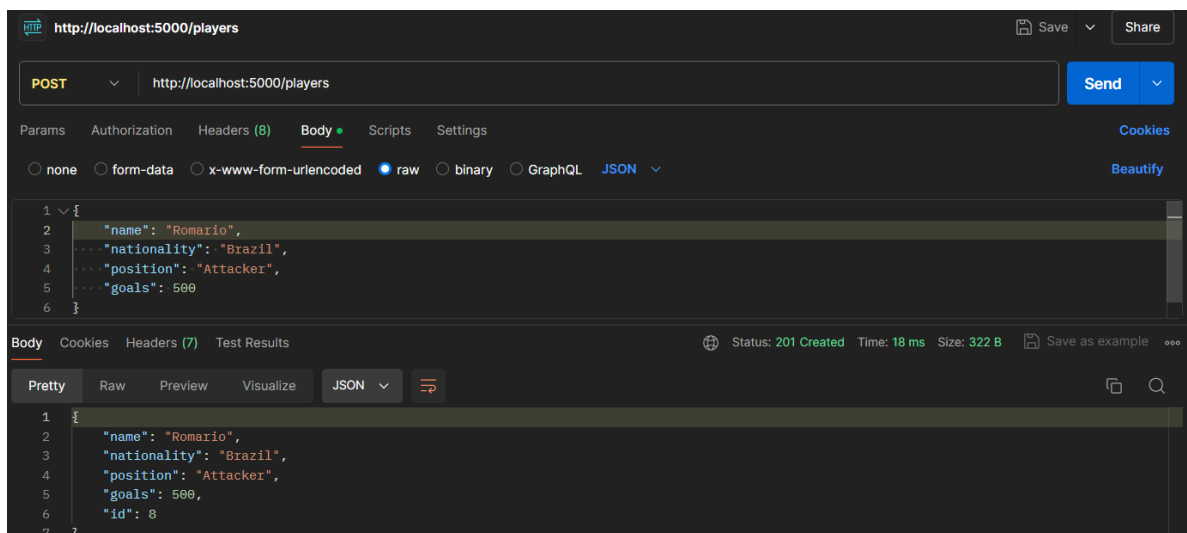 HTTP http://localhost:5000/players Save Share
POST http://localhost:5000/players Send
Params Authorization Headers (8) Body Scripts Settings Cookies
none form-data x-www-form-urlencoded raw binary GraphQL JSON Beautify
1 {
2 "name": "Romario",
3 "nationality": "Brazil",
4 "position": "Attacker",
5 "goals": 500
6 }
Body Cookies Headers (7) Test Results Status: 201 Created Time: 18 ms Size: 322 B Save as example
Pretty Raw Preview Visualize JSON
1 {
2 "name": "Romario",
3 "nationality": "Brazil",
4 "position": "Attacker",
5 "goals": 500,
6 "id": 8
7 }